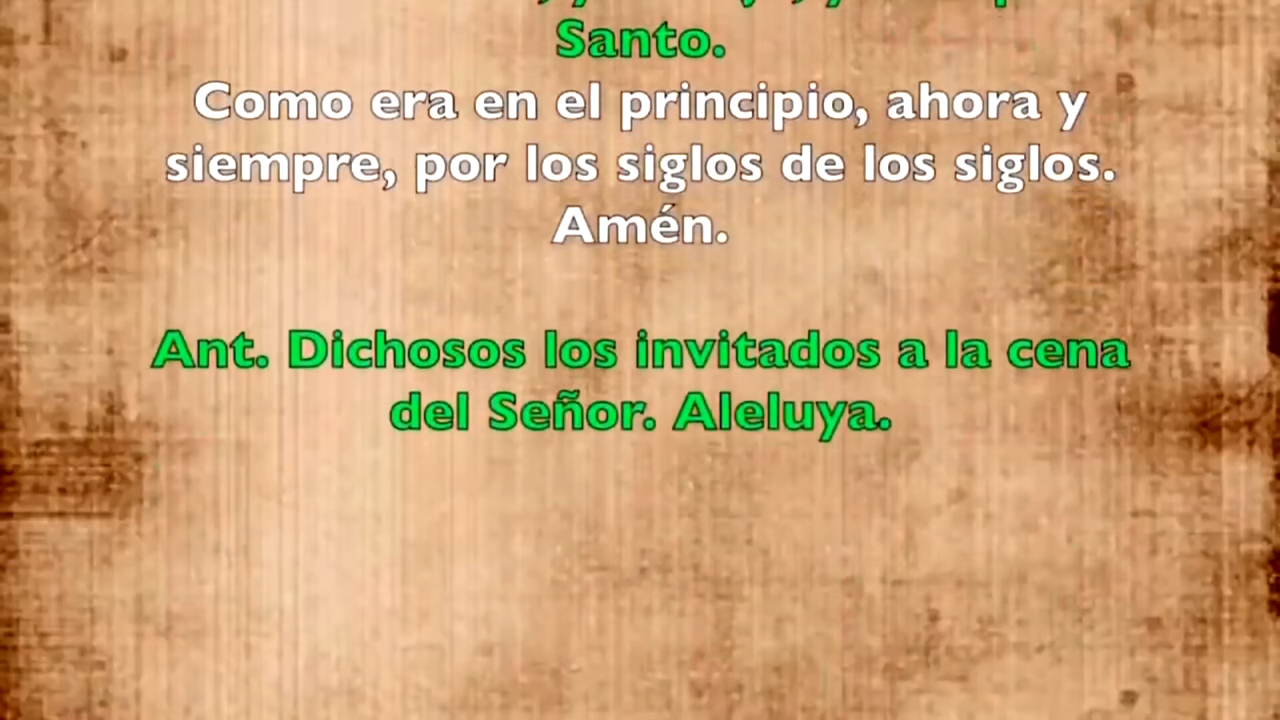 Santo.
Como era en el principio, ahora y
siempre, por los siglos de los siglos.
Amén.
Ant. Dichosos los invitados a la cena
del Señor. Aleluya.